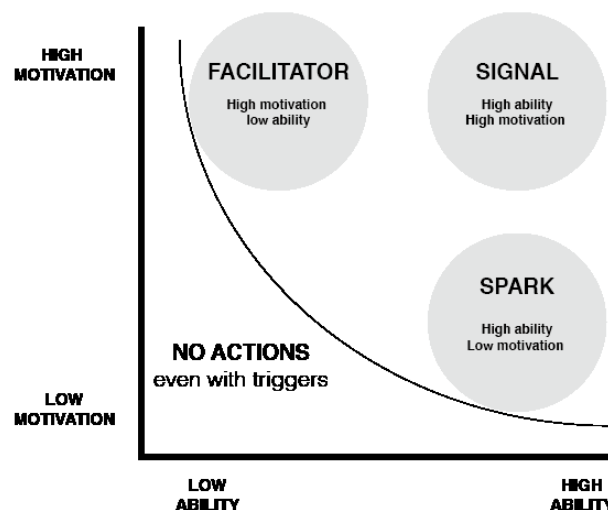 HIGH
MOTIVATION
FACILITATOR
High motivation
low ability
SIGNAL
High ability
High motivation
SPARK
High ability
Low motivation
NO ACTIONS
even with triggers
LOW
MOTIVATION
LOW
ABILITY
HIGH
ABILITY